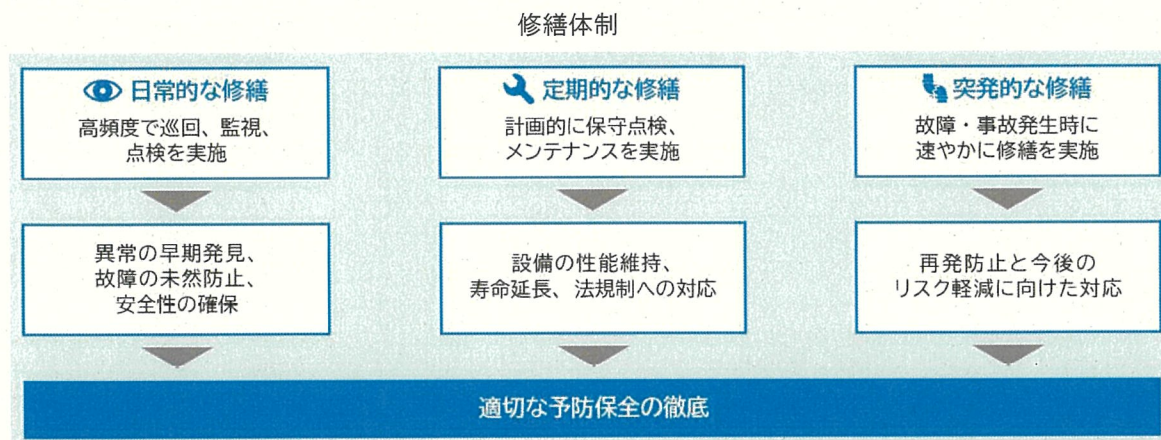 修繕体制
日常的な修繕
高頻度で巡回、監視、
点検を実施
異常の早期発見、
故障の未然防止、
安全性の確保
定期的な修繕
計画的に保守点検、
メンテナンスを実施
設備の性能維持、
寿命延長、法規制への対応
突発的な修繕
故障・事故発生時に
速やかに修繕を実施
再発防止と今後の
リスク軽減に向けた対応
適切な予防保全の徹底